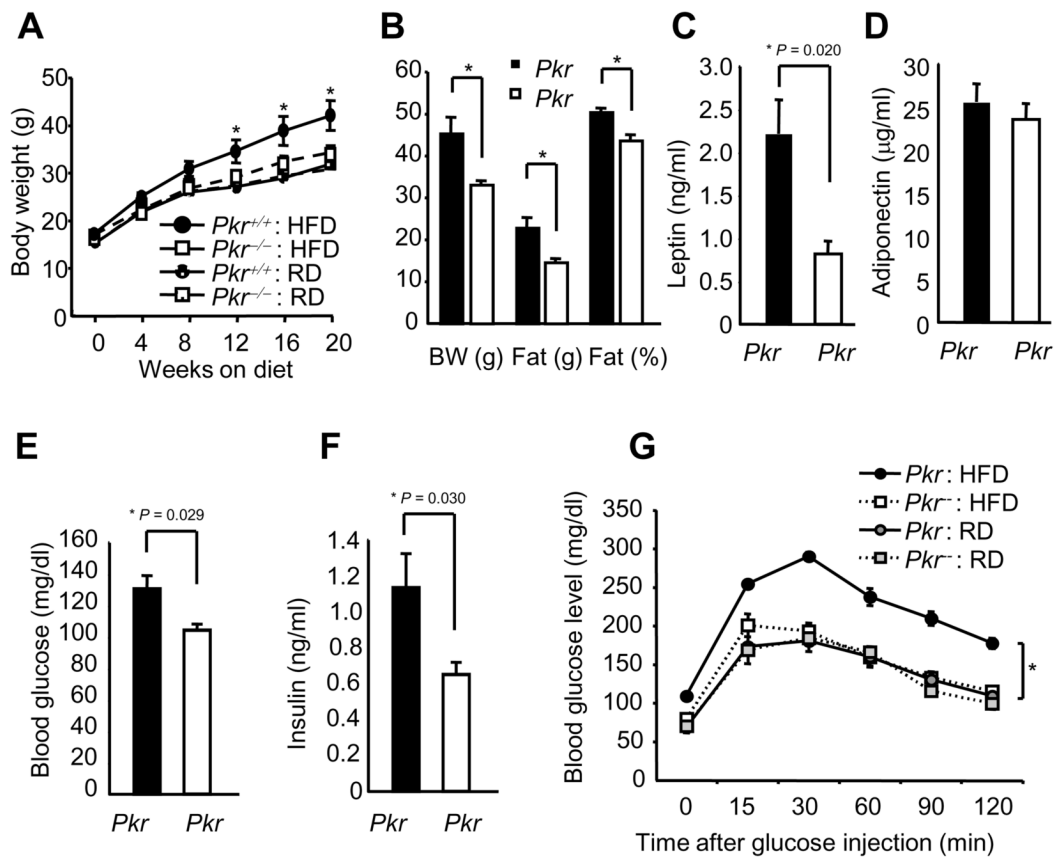 A
Body weight (g)
50
40
30
20
10
0
* * *
Pkr+/+ : HFD
Pkr−/− : HFD
Pkr+/+ : RD
Pkr−/− : RD
0 4 8 12 16 20
Weeks on diet
B
60
50
40
30
20
10
0
Pkr
Pkr
* * *
BW (g) Fat (g) Fat (%)
C
* P = 0.020
Leptin (ng/ml)
3.0
2.5
2.0
1.5
1.0
0.5
0
Pkr Pkr
D
Adiponectin (µg/ml)
30
25
20
15
10
5
0
Pkr Pkr
E
* P = 0.029
Blood glucose (mg/dl)
160
140
120
100
80
60
40
20
0
Pkr Pkr
F
* P = 0.030
Insulin (ng/ml)
1.4
1.2
1.0
0.8
0.6
0.4
0.2
0
Pkr Pkr
G
Pkr : HFD
Pkr-- : HFD
Pkr : RD
Pkr-- : RD
Blood glucose level (mg/dl)
350
300
250
200
150
100
50
0
*
0 15 30 60 90 120
Time after glucose injection (min)